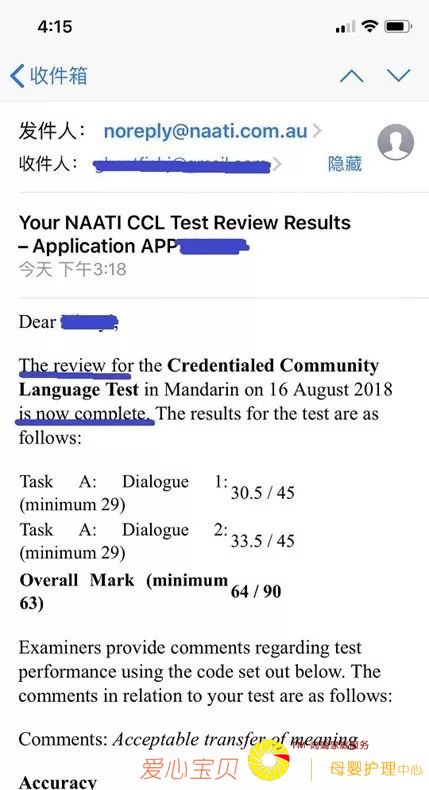 4:15
收件箱
发件人： noreply@naati.com.au
收件人： 隐藏
Your NAATI CCL Test Review Results
– Application APP
今天 下午3:18
Dear
The review for the Credentialed Community
Language Test in Mandarin on 16 August 2018
is now complete. The results for the test are as
follows:
Task A: Dialogue 1:
(minimum 29) 30.5 / 45
Task A: Dialogue 2:
(minimum 29) 33.5 / 45
Overall Mark (minimum
63) 64 / 90
Examiners provide comments regarding test
performance using the code set out below. The
comments in relation to your test are as follows:
Comments: Acceptable transfer of meaning
爱心宝贝 母婴护理中心
Accuracy